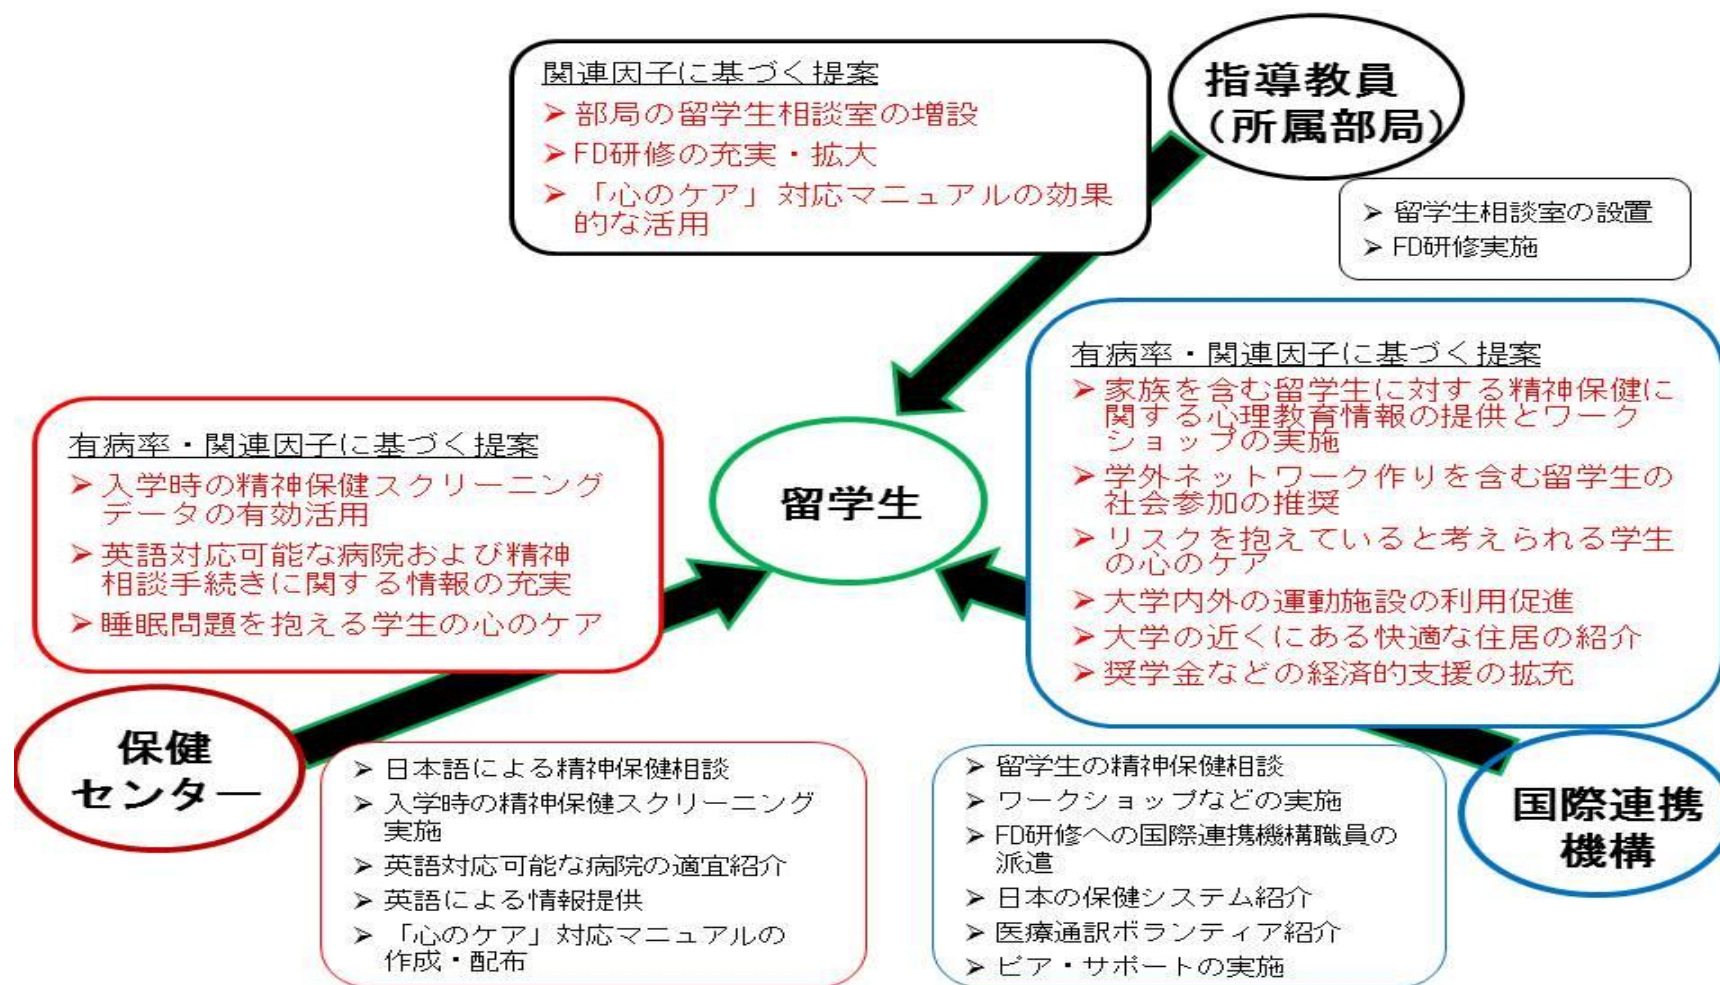 関連因子に基づく提案
➤ 部局の留学生相談室の増設
➤ FD研修の充実・拡大
➤ 「心のケア」対応マニュアルの効果
的な活用
指導教員
(所属部局)
➤ 留学生相談室の設置
➤ FD研修実施
有病率・関連因子に基づく提案
➤ 家族を含む留学生に対する精神保健に
関する心理教育情報の提供とワーク
ショップの実施
➤ 学外ネットワーク作りを含む留学生の
社会参加の推奨
➤ リスクを抱えていると考えられる学生
の心のケア
➤ 大学内外の運動施設の利用促進
➤ 大学の近くにある快適な住居の紹介
➤ 奨学金などの経済的支援の拡充
有病率・関連因子に基づく提案
➤ 入学時の精神保健スクリーニング
データの有効活用
➤ 英語対応可能な病院および精神
相談手続きに関する情報の充実
➤ 睡眠問題を抱える学生の心のケア
留学生
保健
センター
➤ 日本語による精神保健相談
➤ 入学時の精神保健スクリーニング
実施
➤ 英語対応可能な病院の適宜紹介
➤ 英語による情報提供
➤ 「心のケア」対応マニュアルの
作成・配布
➤ 留学生の精神保健相談
➤ ワークショップなどの実施
➤ FD研修への国際連携機構職員の
派遣
➤ 日本の保健システム紹介
➤ 医療通訳ボランティア紹介
➤ ピア・サポートの実施
国際連携
機構